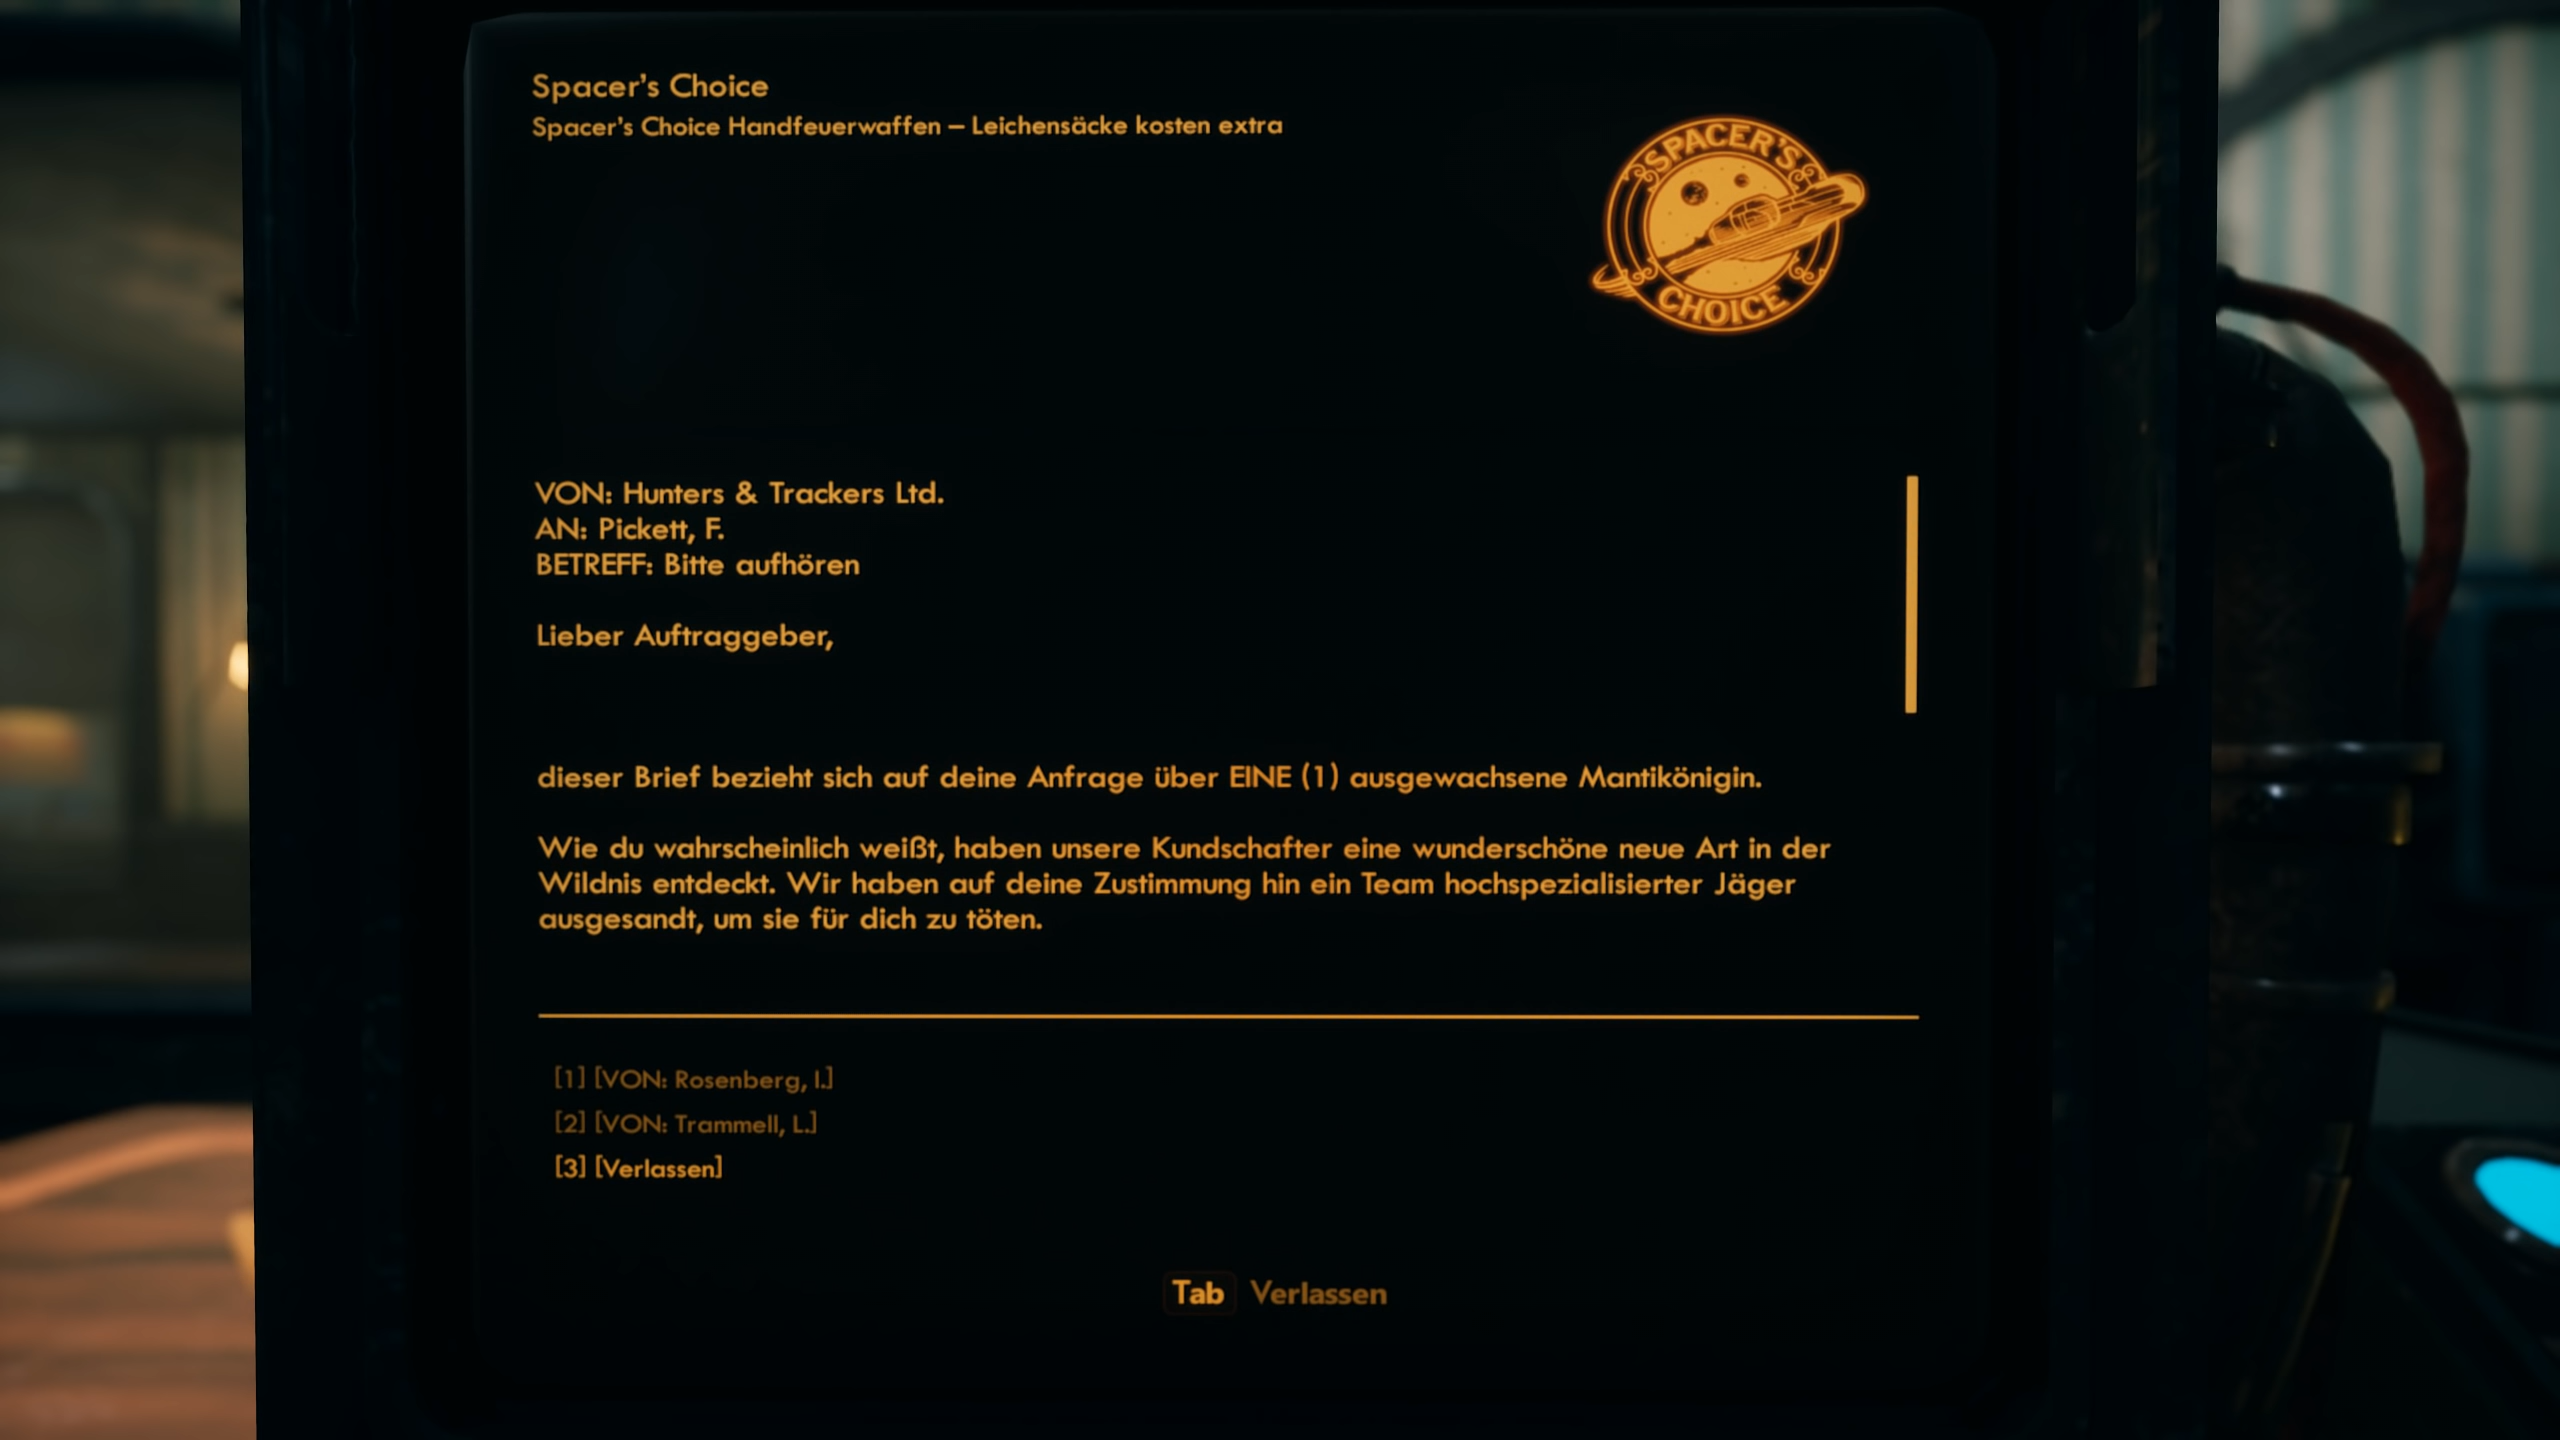 Spacer's Choice
Spacer's Choice Handfeuerwaffen – Leichensäcke kosten extra
SPACER'S
CHOICE
VON: Hunters & Trackers Ltd.
AN: Pickett, F.
BETREFF: Bitte aufhören
Lieber Auftraggeber,
dieser Brief bezieht sich auf deine Anfrage über EINE (1) ausgewachsene Mantikönigin.
Wie du wahrscheinlich weißt, haben unsere Kundschafter eine wunderschöne neue Art in der
Wildnis entdeckt. Wir haben auf deine Zustimmung hin ein Team hochspezialisierter Jäger
ausgesandt, um sie für dich zu töten.
[1] [VON: Rosenberg, I.]
[2] [VON: Trammell, L.]
[3] [Verlassen]
Tab Verlassen